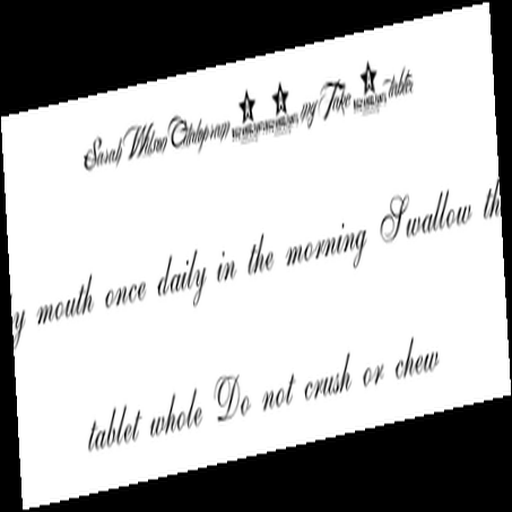 Sarah Wilson Citalopram mg Take tablet
y mouth once daily in the morning Swallow th
tablet whole Do not crush or chew